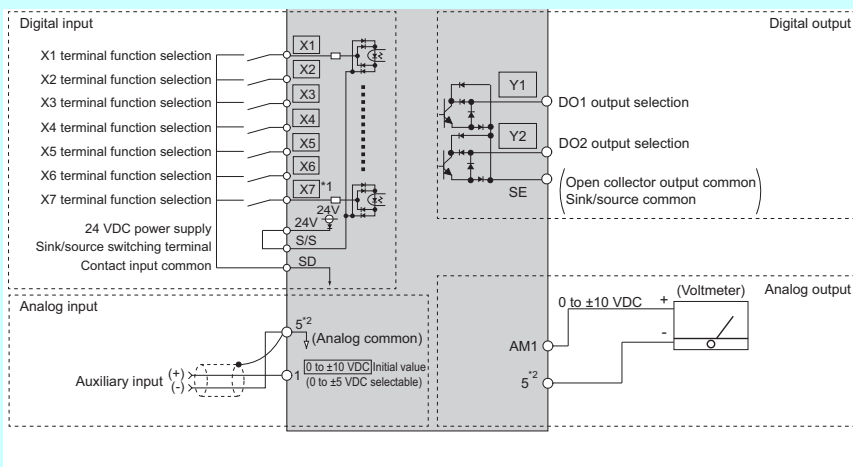 Digital input
X1 terminal function selection X1
X2 terminal function selection X2
X3 terminal function selection X3
X4 terminal function selection X4
X5 terminal function selection X5
X6 terminal function selection X6
X7 terminal function selection X7 *1
24 VDC power supply 24V 24V
Sink/source switching terminal S/S
Contact input common SD
Digital output
Y1
DO1 output selection
Y2
DO2 output selection
SE
(Open collector output common
Sink/source common)
Analog input
5*2
(Analog common)
Auxiliary input (+)
(-)
1 0 to ±10 VDC Initial value
(0 to ±5 VDC selectable)
Analog output
(Voltmeter)
0 to ±10 VDC +
-
AM1
5*2